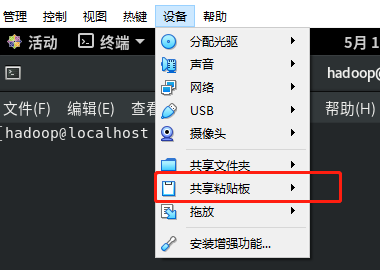 管理 控制 视图 热键 设备 帮助
活动 终端 5月 1
分配光驱
声音
hadoop@
网络
文件(F) 编辑(E) 查看 帮助(H)
USB
[hadoop@localhost
摄像头
共享文件夹
共享粘贴板
拖放
安装增强功能...